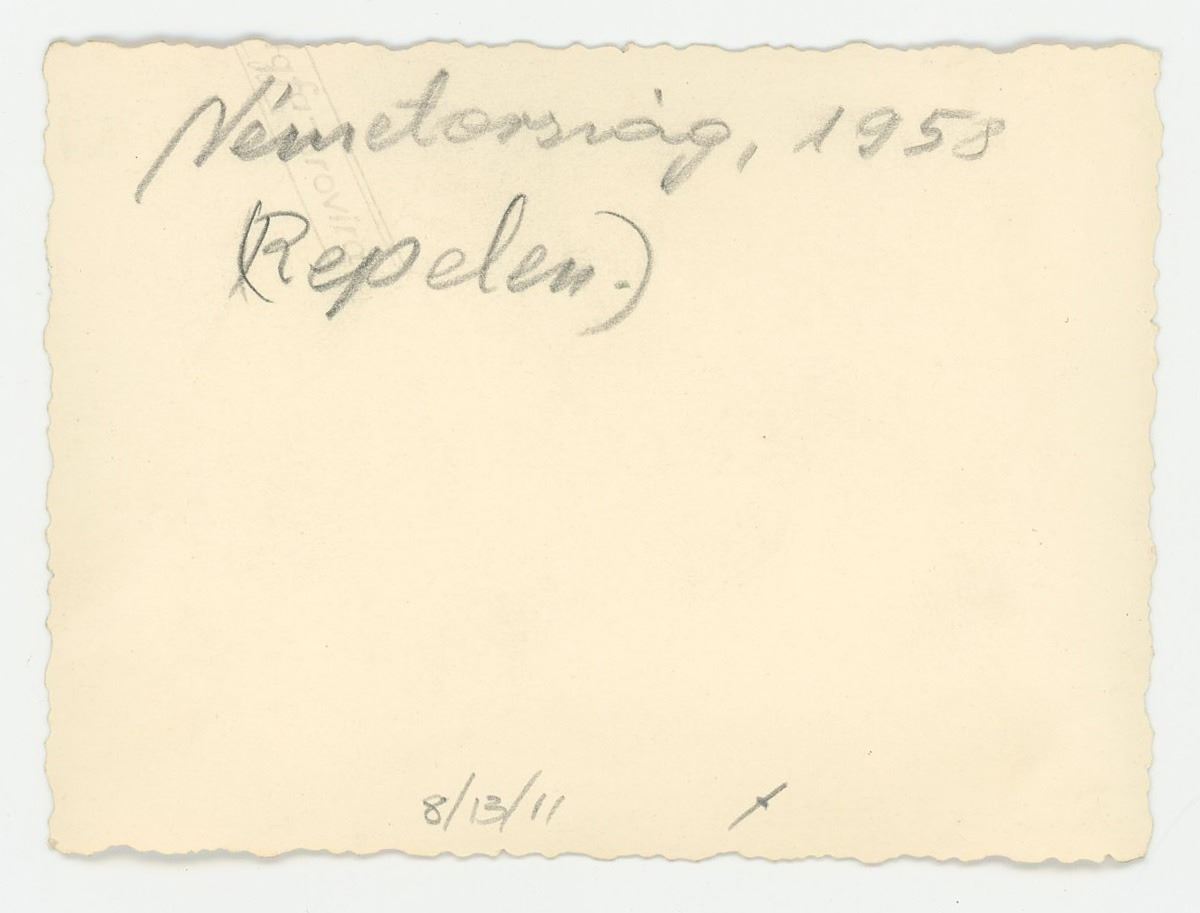 Németország, 1958
(Repelen.)
8/13/11